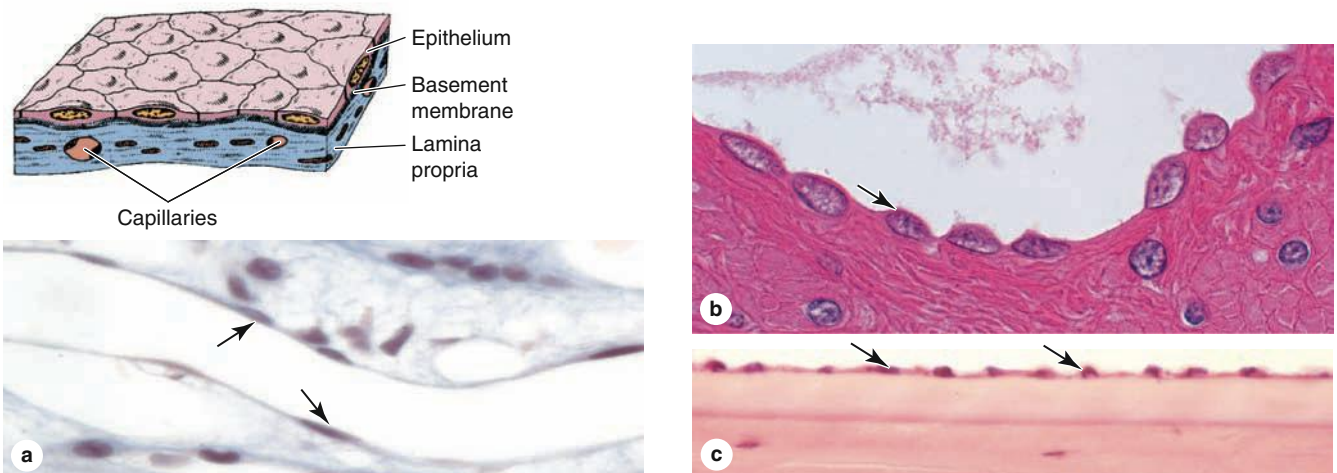 Epithelium
Basement
membrane
Lamina
propria
Capillaries
a
b
c